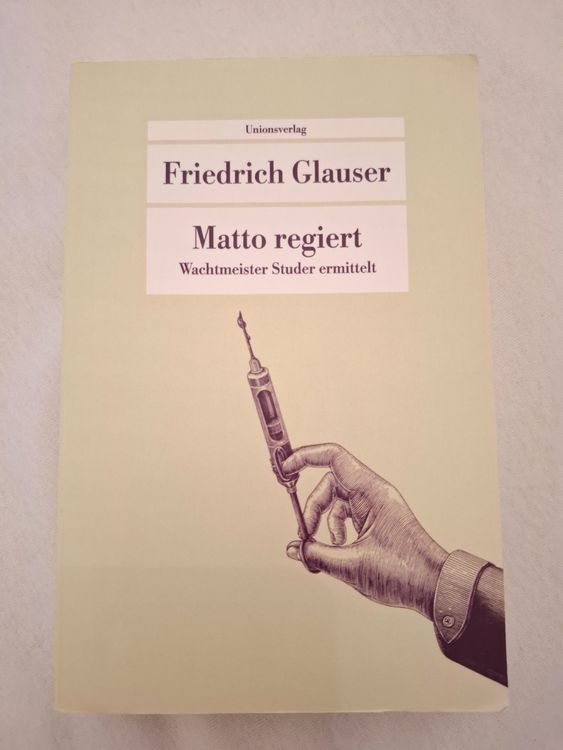 Unionsverlag
Friedrich Glauser
Matto regiert
Wachtmeister Studer ermittelt